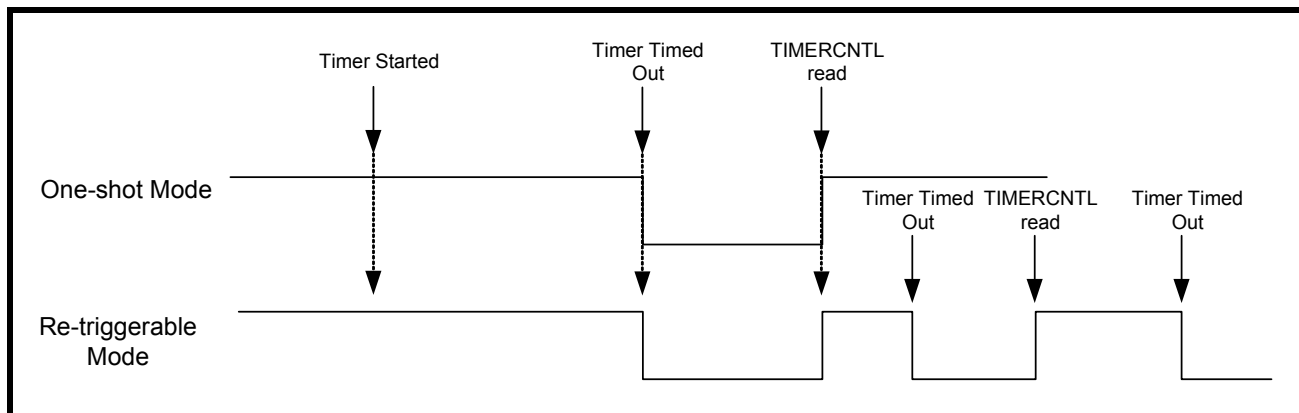 Timer Started
Timer Timed
Out
TIMERCNTL
read
One-shot Mode
Timer Timed
Out
TIMERCNTL
read
Timer Timed
Out
Re-triggerable
Mode